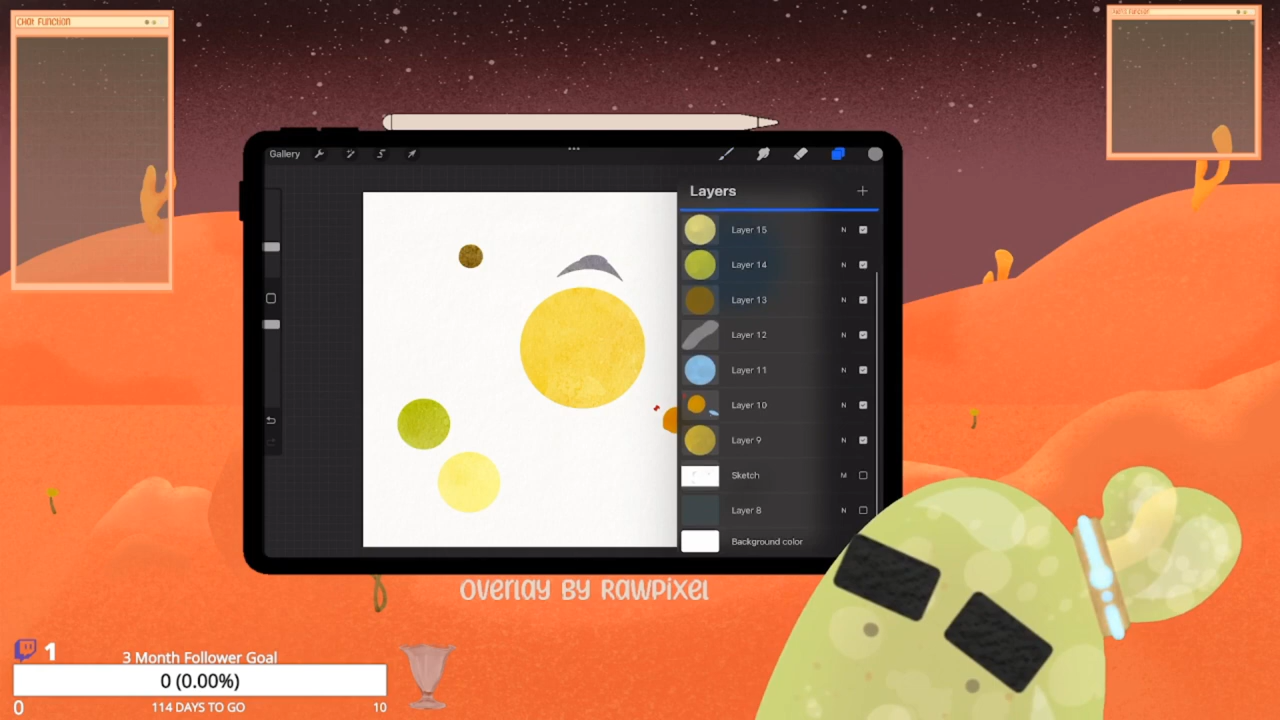 Chat Function
Gallery
Layers
Layer 15 N
Layer 14 N
Layer 13 N
Layer 12 N
Layer 11 N
Layer 10 N
Layer 9 N
Sketch M
Layer 8 N
Background color
Overlay by Rawpixel
1
3 Month Follower Goal
0 (0.00%)
0 114 DAYS TO GO 10